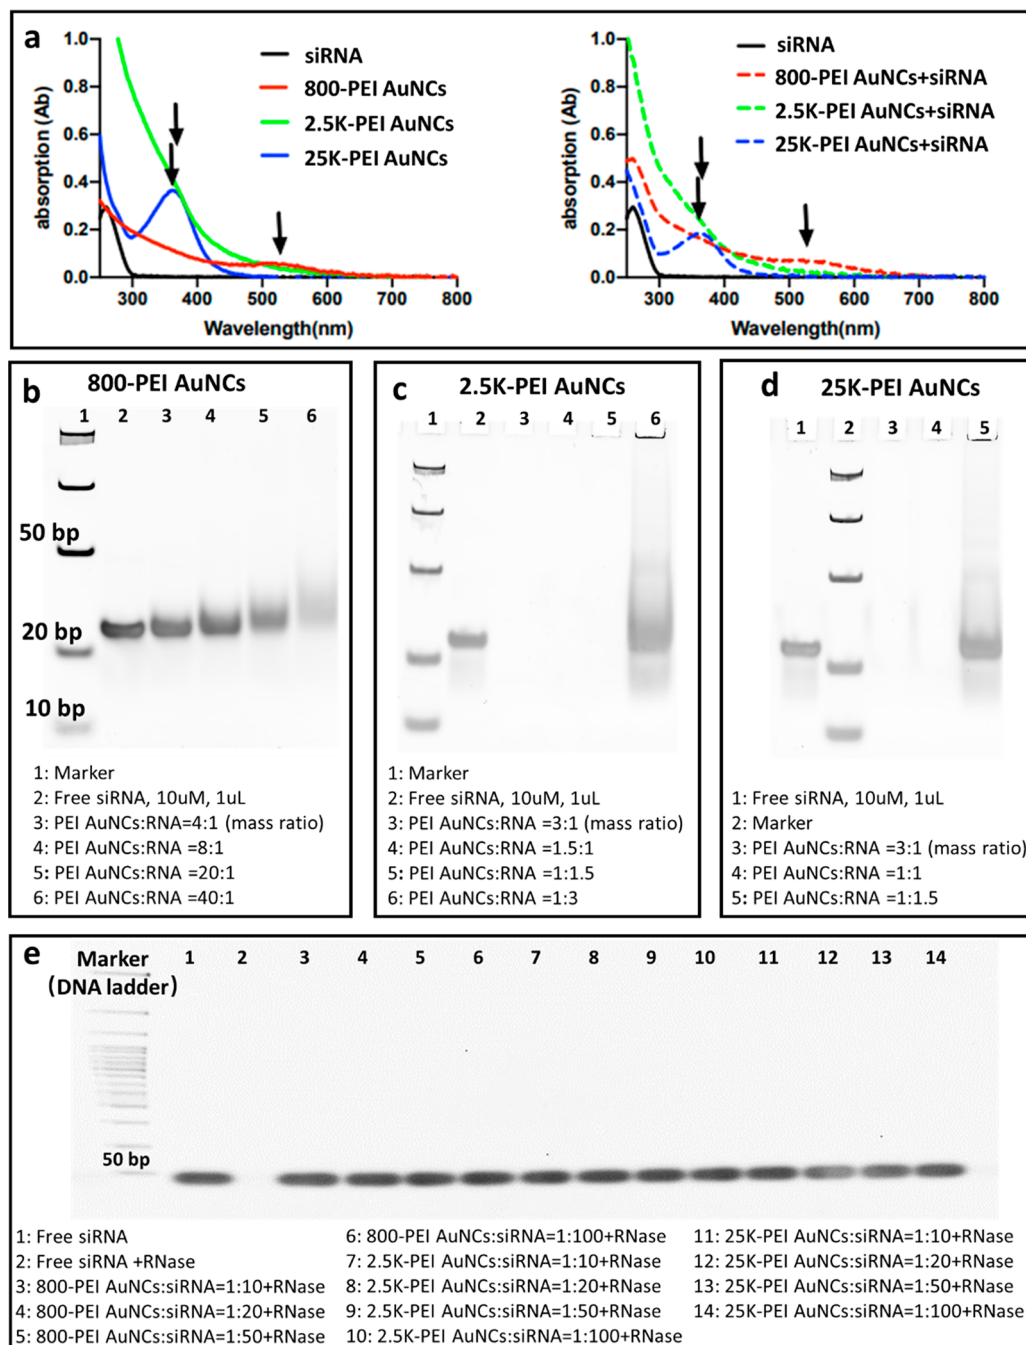 a
1.0
0.8
0.6
0.4
0.2
0.0
absorption (Ab)
300 400 500 600 700 800
Wavelength(nm)
siRNA
800-PEI AuNCs
2.5K-PEI AuNCs
25K-PEI AuNCs
1.0
0.8
0.6
0.4
0.2
0.0
absorption (Ab)
300 400 500 600 700 800
Wavelength(nm)
siRNA
800-PEI AuNCs+siRNA
2.5K-PEI AuNCs+siRNA
25K-PEI AuNCs+siRNA
b 800-PEI AuNCs
1 2 3 4 5 6
50 bp
20 bp
10 bp
1: Marker
2: Free siRNA, 10uM, 1uL
3: PEI AuNCs:RNA=4:1 (mass ratio)
4: PEI AuNCs:RNA =8:1
5: PEI AuNCs:RNA =20:1
6: PEI AuNCs:RNA =40:1
c 2.5K-PEI AuNCs
1 2 3 4 5 6
1: Marker
2: Free siRNA, 10uM, 1uL
3: PEI AuNCs:RNA =3:1 (mass ratio)
4: PEI AuNCs:RNA =1.5:1
5: PEI AuNCs:RNA =1:1.5
6: PEI AuNCs:RNA =1:3
d 25K-PEI AuNCs
1 2 3 4 5
1: Free siRNA, 10uM, 1uL
2: Marker
3: PEI AuNCs:RNA =3:1 (mass ratio)
4: PEI AuNCs:RNA =1:1
5: PEI AuNCs:RNA =1:1.5
e Marker 1 2 3 4 5 6 7 8 9 10 11 12 13 14
(DNA ladder)
50 bp
1: Free siRNA
2: Free siRNA +RNase
3: 800-PEI AuNCs:siRNA=1:10+RNase
4: 800-PEI AuNCs:siRNA=1:20+RNase
5: 800-PEI AuNCs:siRNA=1:50+RNase
6: 800-PEI AuNCs:siRNA=1:100+RNase
7: 2.5K-PEI AuNCs:siRNA=1:10+RNase
8: 2.5K-PEI AuNCs:siRNA=1:20+RNase
9: 2.5K-PEI AuNCs:siRNA=1:50+RNase
10: 2.5K-PEI AuNCs:siRNA=1:100+RNase
11: 25K-PEI AuNCs:siRNA=1:10+RNase
12: 25K-PEI AuNCs:siRNA=1:20+RNase
13: 25K-PEI AuNCs:siRNA=1:50+RNase
14: 25K-PEI AuNCs:siRNA=1:100+RNase